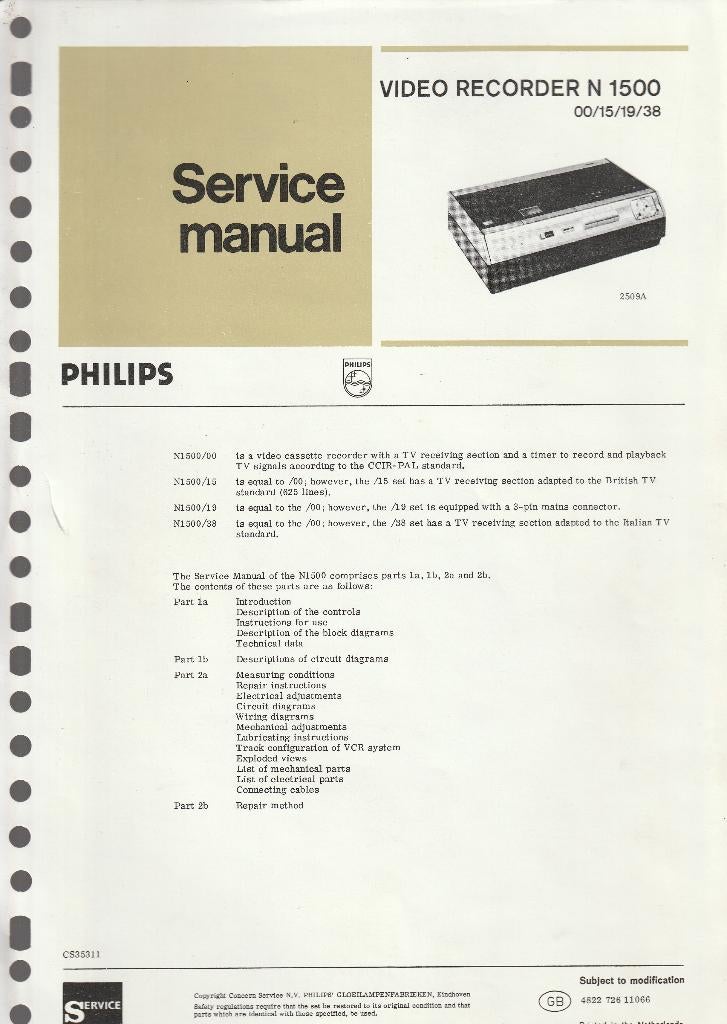 VIDEO RECORDER N 1500
00/15/19/38
Service
manual
2509A
PHILIPS
PHILIPS
N1500/00 is a video cassette recorder with a TV receiving section and a timer to record and playback
TV signals according to the CCIR-PAL standard.
N1500/15 is equal to /00; however, the /15 set has a TV receiving section adapted to the British TV
standard (625 lines).
N1500/19 is equal to the /00; however, the /19 set is equipped with a 3-pin mains connector.
N1500/38 is equal to the /00; however, the /38 set has a TV receiving section adapted to the Italian TV
standard.
The Service Manual of the N1500 comprises parts 1a, 1b, 2a and 2b.
The contents of these parts are as follows:
Part 1a Introduction
Description of the controls
Instructions for use
Description of the block diagrams
Technical data
Part 1b Descriptions of circuit diagrams
Part 2a Measuring conditions
Repair instructions
Electrical adjustments
Circuit diagrams
Wiring diagrams
Mechanical adjustments
Lubricating instructions
Track configuration of VCR system
Exploded views
List of mechanical parts
List of electrical parts
Connecting cables
Part 2b Repair method
CS35311
SERVICE
Copyright Concern Service N.V. PHILIPS' GLOEILAMPENFABRIEKEN, Eindhoven
Safety regulations require that the set be restored to its original condition and that
parts which are identical with those specified, be used.
Subject to modification
GB 4822 726 11066
Printed in the Netherlands